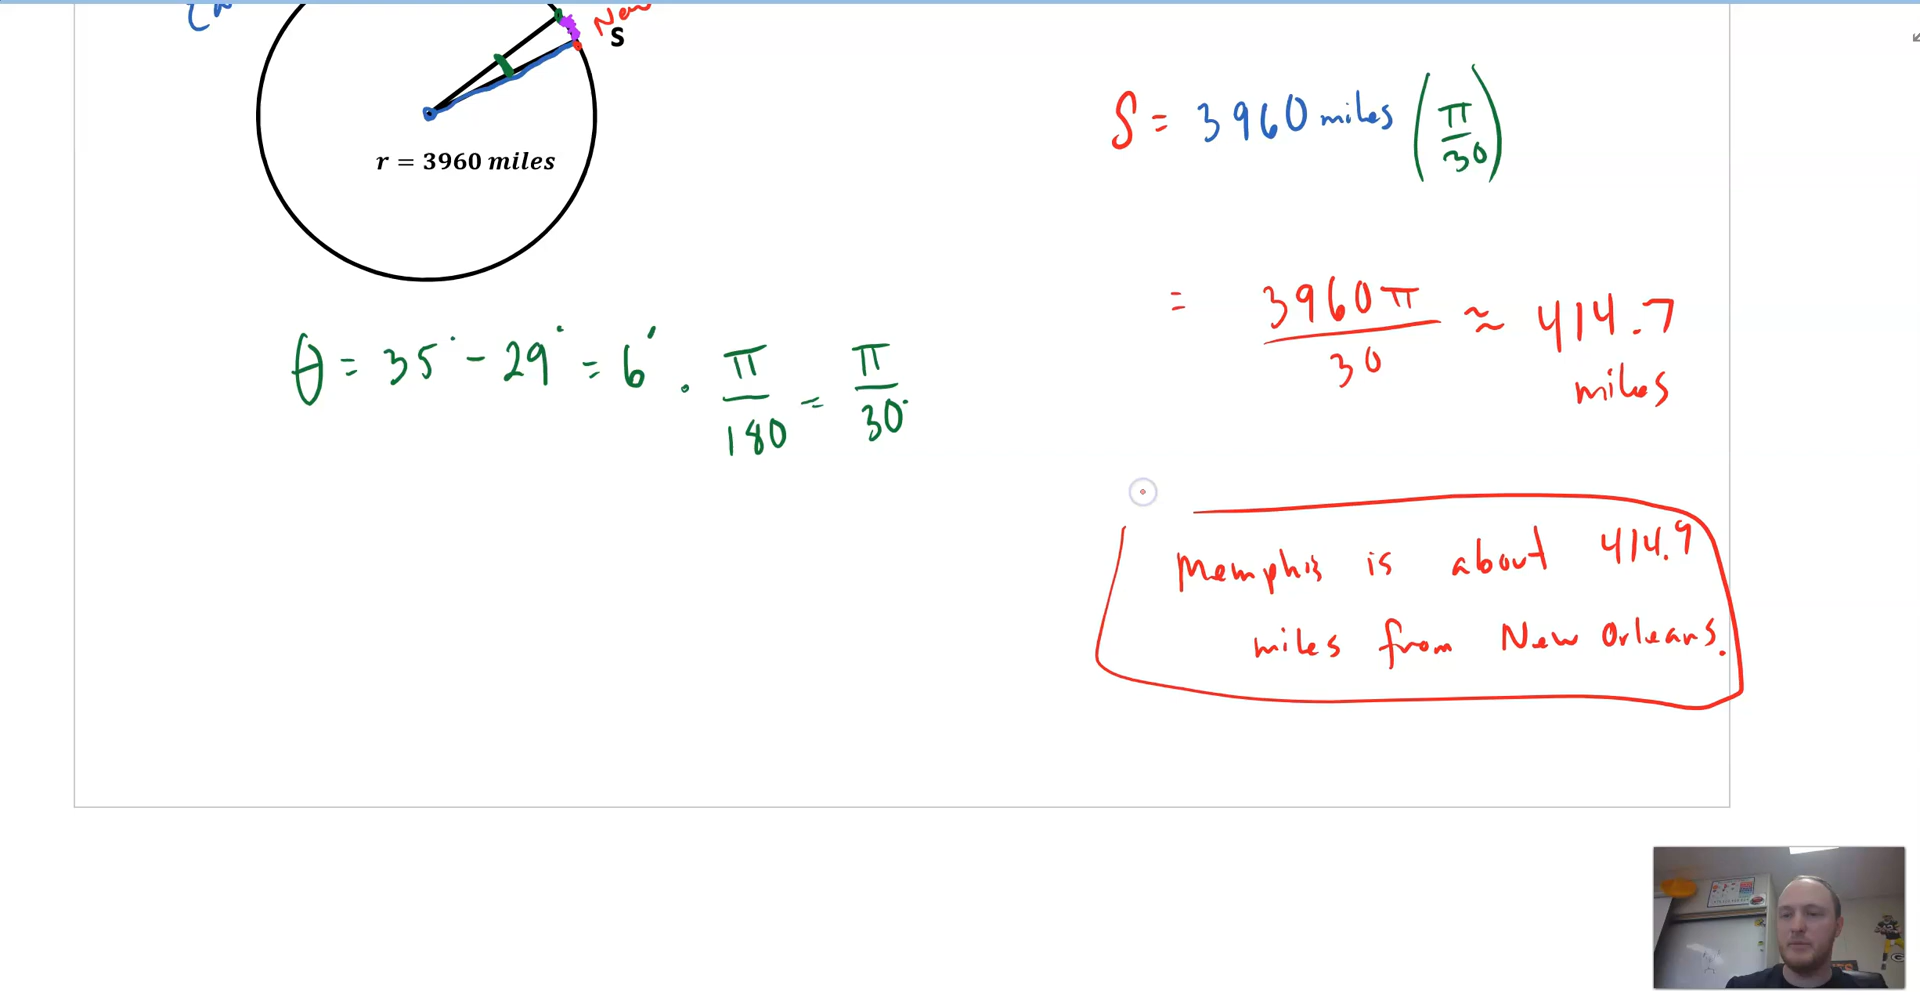 New
S
r = 3960 miles
S = 3960 miles (π/30)
= 3960π/30 ≈ 414.7
miles
θ = 35° - 29° = 6° · π/180 = π/30
Memphis is about 414.9
miles from New Orleans.